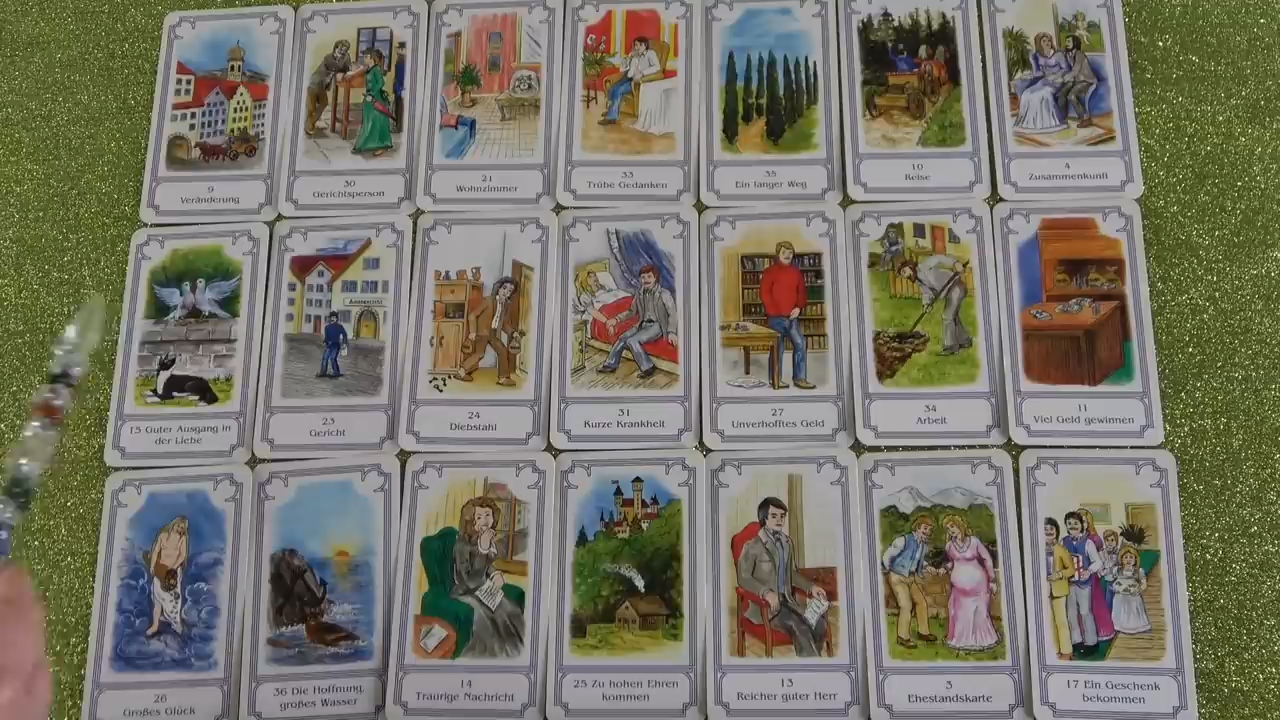 9
Veränderung
30
Gerichtsperson
21
Wohnzimmer
33
Trübe Gedanken
35
Ein langer Weg
10
Reise
4
Zusammenkunft
15 Guter Ausgang in
der Liebe
Amtsgericht
23
Gericht
24
Diebstahl
31
Kurze Krankheit
27
Unverhofftes Geld
34
Arbeit
11
Viel Geld gewinnen
26
Großes Glück
36 Die Hoffnung,
großes Wasser
14
Traurige Nachricht
25 Zu hohen Ehren
kommen
13
Reicher guter Herr
3
Ehestandskarte
17 Ein Geschenk
bekommen